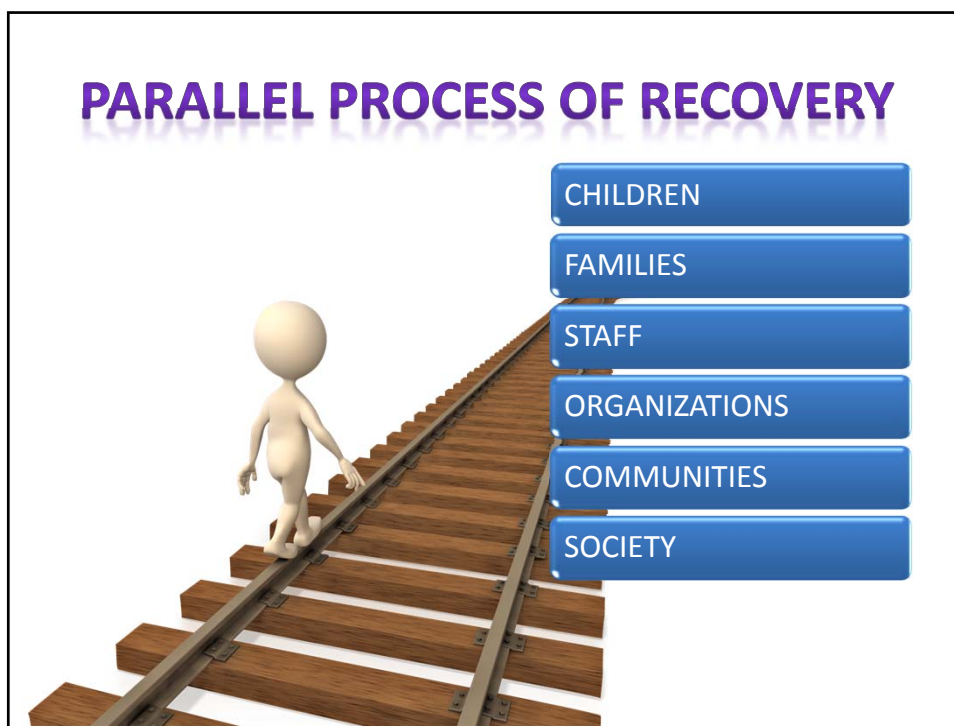 PARALLEL PROCESS OF RECOVERY
CHILDREN
FAMILIES
STAFF
ORGANIZATIONS
COMMUNITIES
SOCIETY